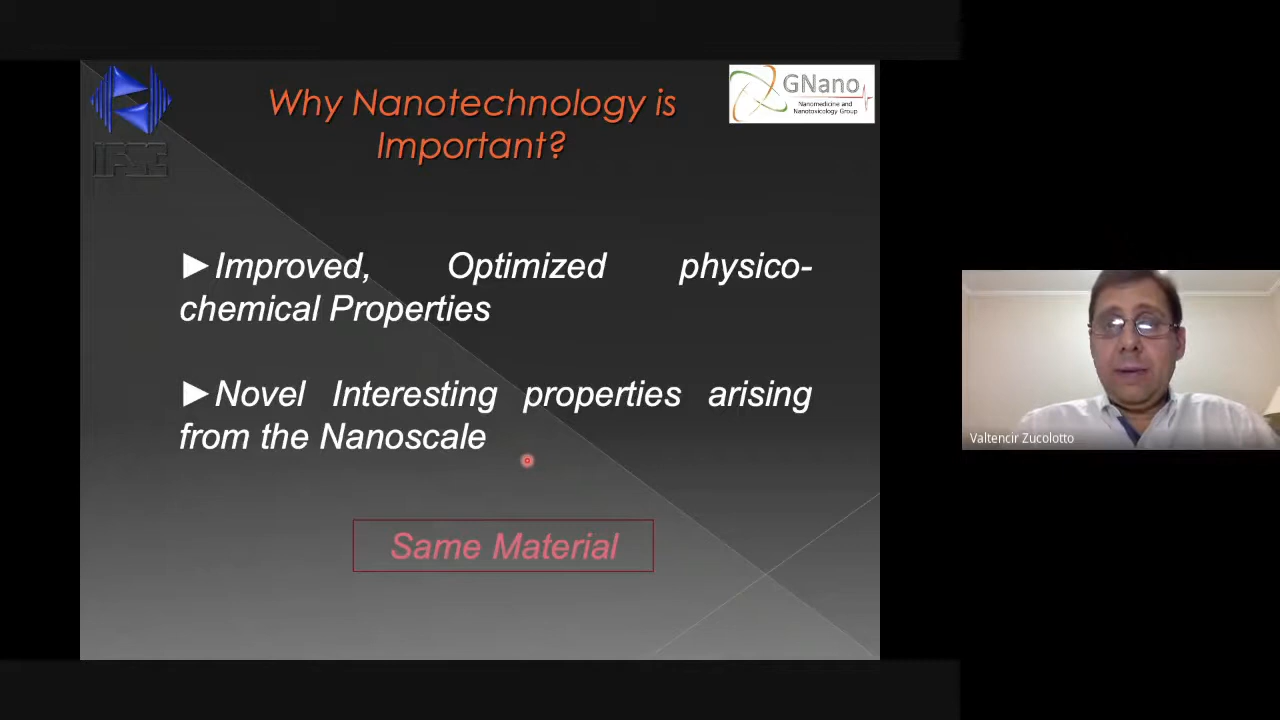 Why Nanotechnology is
Important?
GNano
Nanomedicine and
Nanotoxicology Group
IFSC
►Improved, Optimized physico-
chemical Properties
►Novel Interesting properties arising
from the Nanoscale
Same Material
Valtencir Zucolotto